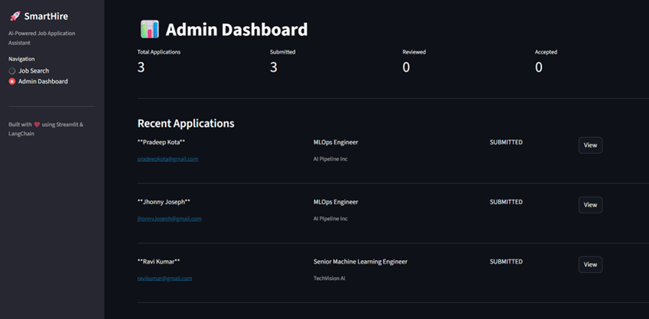 🚀 SmartHire
AI-Powered Job Application
Assistant
Navigation
Job Search
Admin Dashboard
Built with ❤️ using Streamlit &
LangChain
📊 Admin Dashboard
Total Applications
3
Submitted
3
Reviewed
0
Accepted
0
Recent Applications
**Pradeep Kota**
pradeepkota@gmail.com
MLOps Engineer
AI Pipeline Inc
SUBMITTED
View
**Jhonny Joseph**
jhonny.joseph@gmail.com
MLOps Engineer
AI Pipeline Inc
SUBMITTED
View
**Ravi Kumar**
ravikumar@gmail.com
Senior Machine Learning Engineer
TechVision AI
SUBMITTED
View